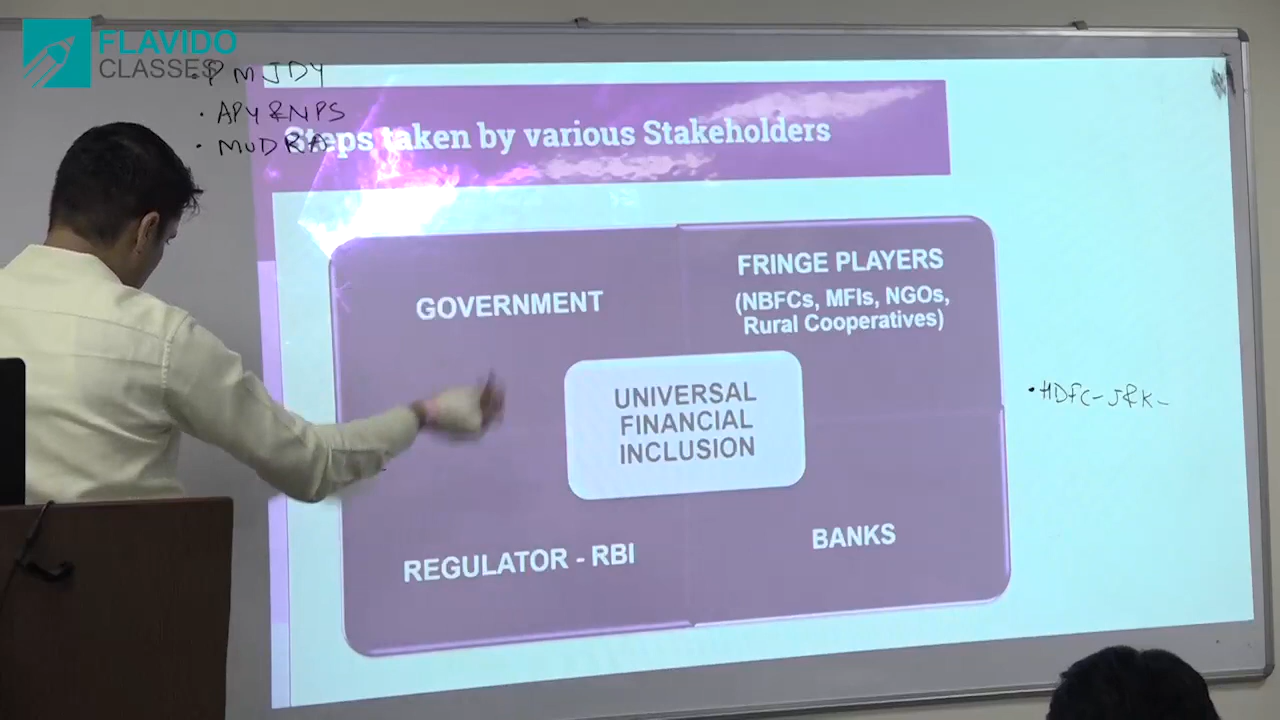 FLAVIDO
CLASSES
• PMJDY
• APY & NPS
• MUDRA
Steps taken by various Stakeholders
GOVERNMENT
FRINGE PLAYERS
(NBFCs, MFIs, NGOs,
Rural Cooperatives)
UNIVERSAL
FINANCIAL
INCLUSION
• HDFC - J&K -
REGULATOR - RBI
BANKS